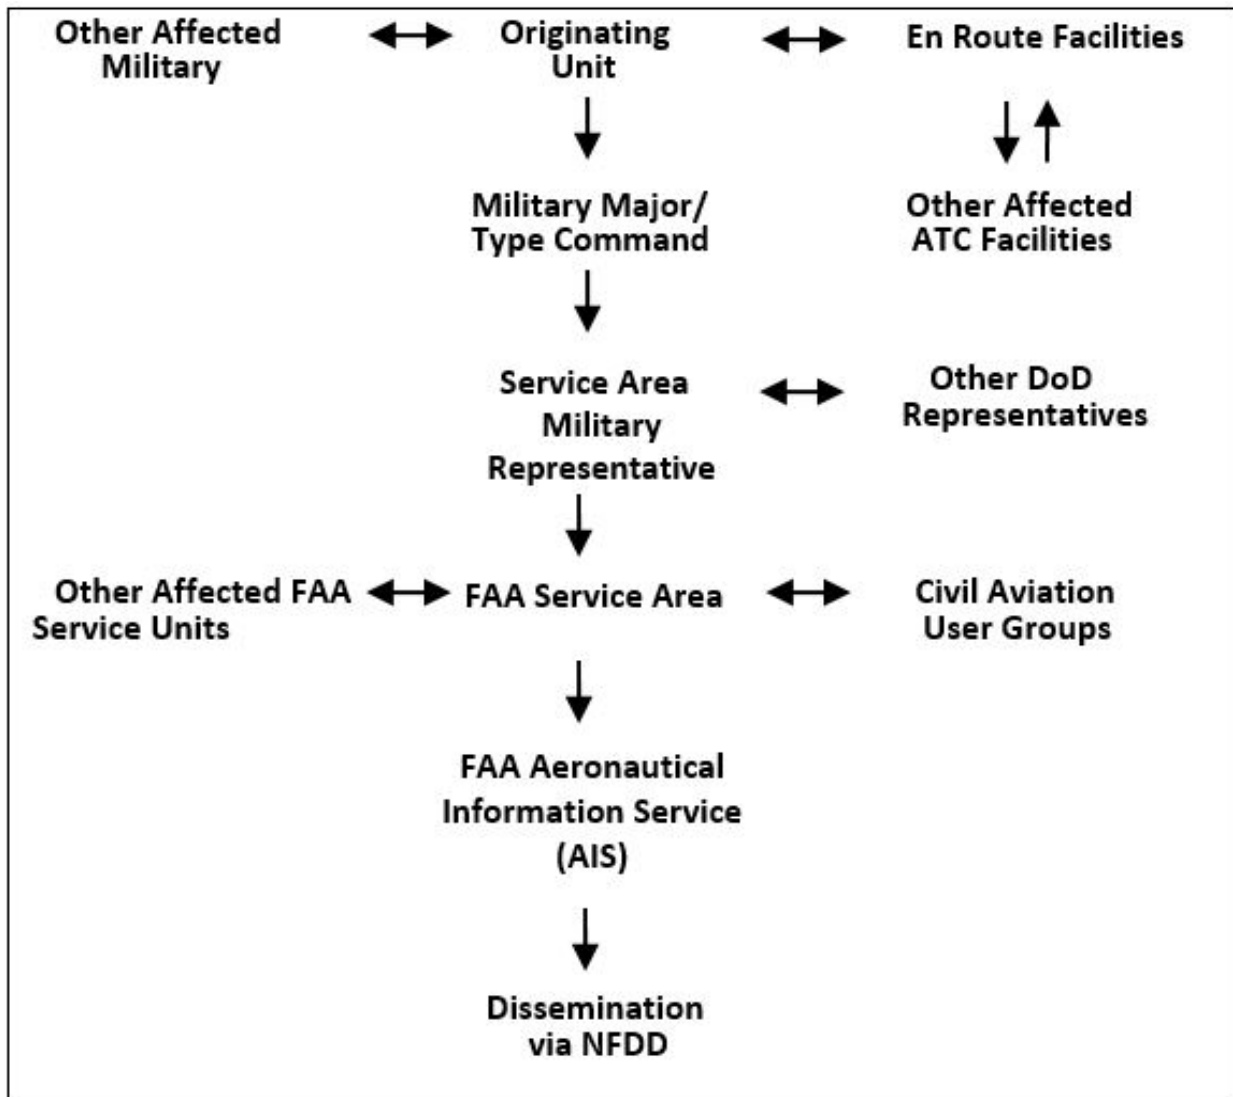 Other Affected
Military
Originating
Unit
En Route Facilities
Military Major/
Type Command
Other Affected
ATC Facilities
Service Area
Military
Representative
Other DoD
Representatives
Other Affected FAA
Service Units
FAA Service Area
Civil Aviation
User Groups
FAA Aeronautical
Information Service
(AIS)
Dissemination
via NFDD